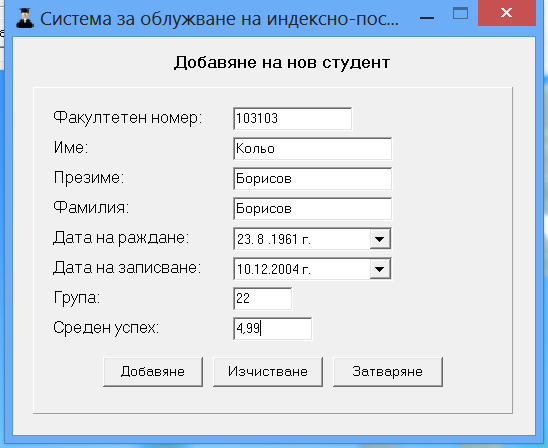 Система за облужване на индексно-пос...
Добавяне на нов студент
Факултетен номер: 103103
Име: Кольо
Презиме: Борисов
Фамилия: Борисов
Дата на раждане: 23. 8 .1961 г.
Дата на записване: 10.12.2004 г.
Група: 22
Среден успех: 4,99
Добавяне Изчистване Затваряне